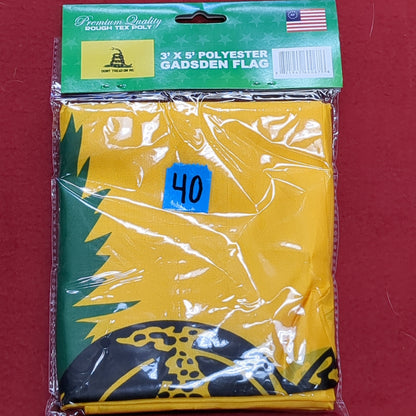 Premium Quality
ROUGH TEX POLY
DONT TREAD ON ME
3' X 5' POLYESTER
GADSDEN FLAG
40